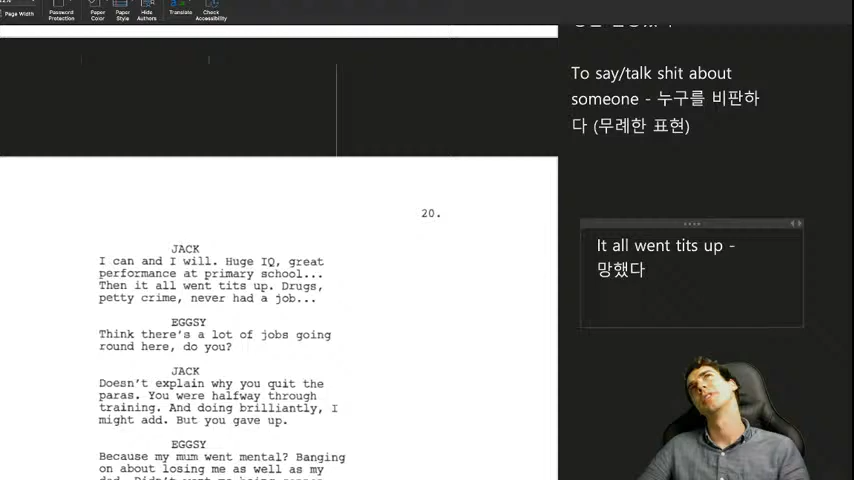 Page Width
Password
Protection
Paper
Color
Paper
Style
Hide
Authors
Translate
Check
Accessibility
To say/talk shit about
someone - 누구를 비판하
다 (무례한 표현)
It all went tits up -
망했다
20.
JACK
I can and I will. Huge IQ, great
performance at primary school...
Then it all went tits up. Drugs,
petty crime, never had a job...
EGGSY
Think there's a lot of jobs going
round here, do you?
JACK
Doesn't explain why you quit the
paras. You were halfway through
training. And doing brilliantly, I
might add. But you gave up.
EGGSY
Because my mum went mental? Banging
on about losing me as well as my